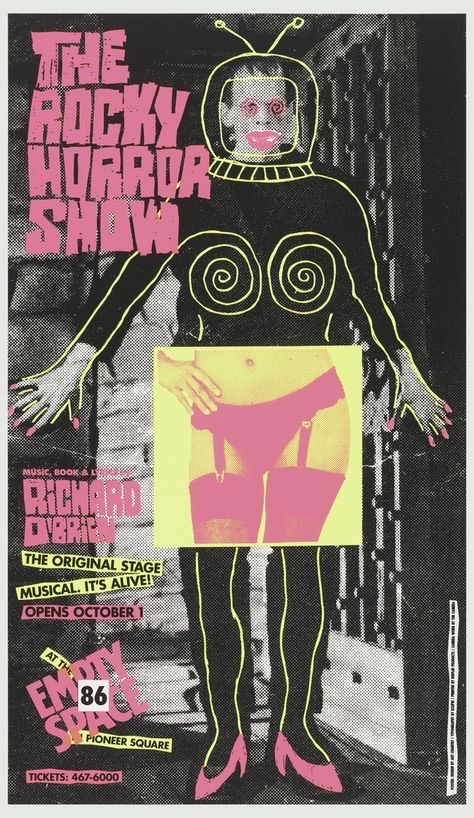 THE
ROCKY
HORROR
SHOW
MUSIC, BOOK & LYRICS BY
RICHARD
O'BRIEN
THE ORIGINAL STAGE
MUSICAL. IT'S ALIVE!
OPENS OCTOBER 1
AT THE
EMPTY
86
SPACE
PIONEER SQUARE
TICKETS: 467-6000